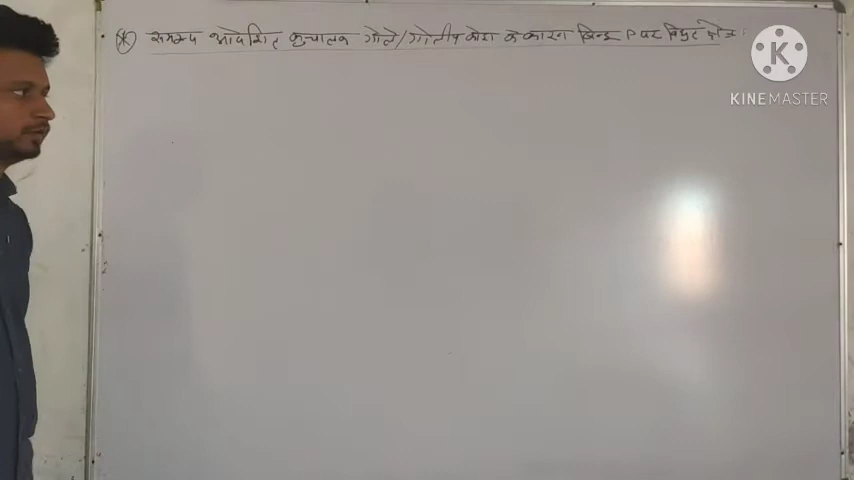 समरूप आवेशित कुचालक गोले/गोलीय कोश के कारण बिन्दु P पर विद्युत क्षेत्र :
K
KINEMASTER